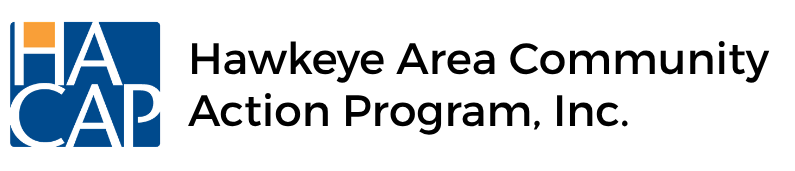 HA
CAP
Hawkeye Area Community
Action Program, Inc.